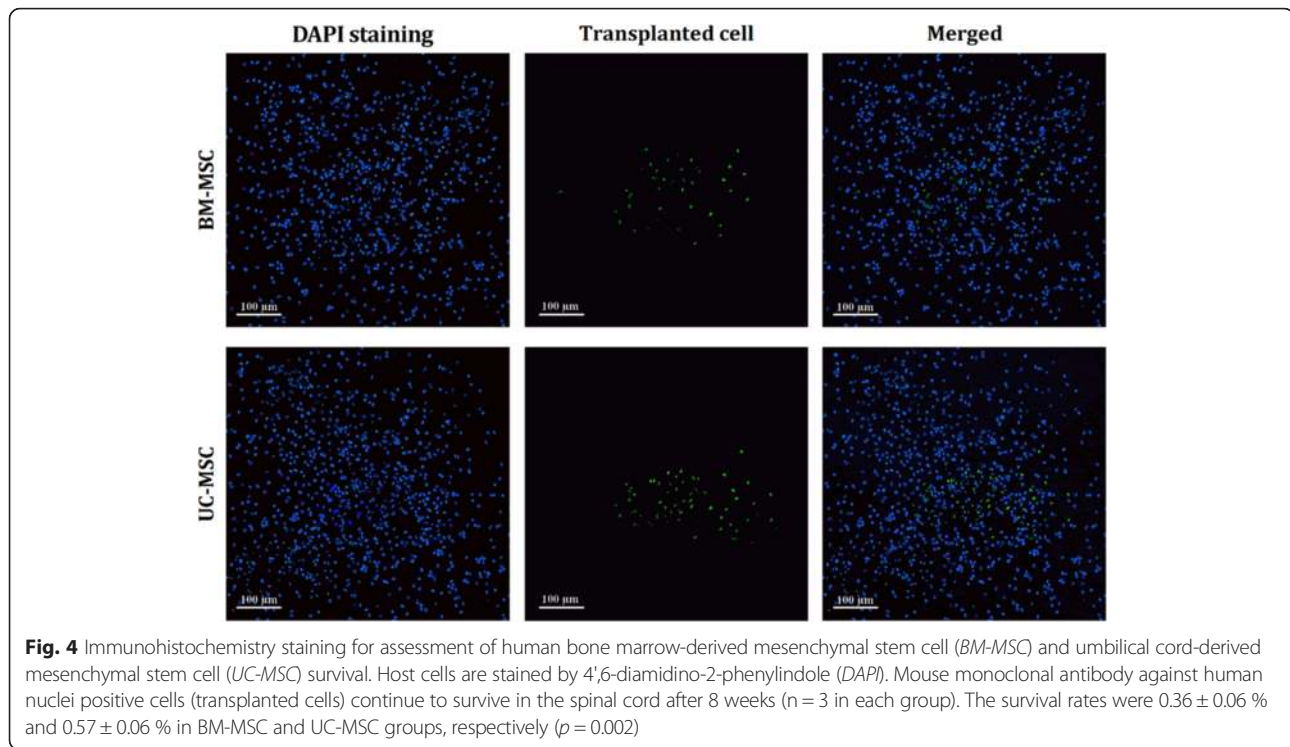 DAPI staining Transplanted cell Merged
BM-MSC
100 µm 100 µm 100 µm
UC-MSC
100 µm 100 µm 100 µm
Fig. 4 Immunohistochemistry staining for assessment of human bone marrow-derived mesenchymal stem cell (BM-MSC) and umbilical cord-derived
mesenchymal stem cell (UC-MSC) survival. Host cells are stained by 4',6-diamidino-2-phenylindole (DAPI). Mouse monoclonal antibody against human
nuclei positive cells (transplanted cells) continue to survive in the spinal cord after 8 weeks (n = 3 in each group). The survival rates were 0.36 ± 0.06 %
and 0.57 ± 0.06 % in BM-MSC and UC-MSC groups, respectively (p = 0.002)